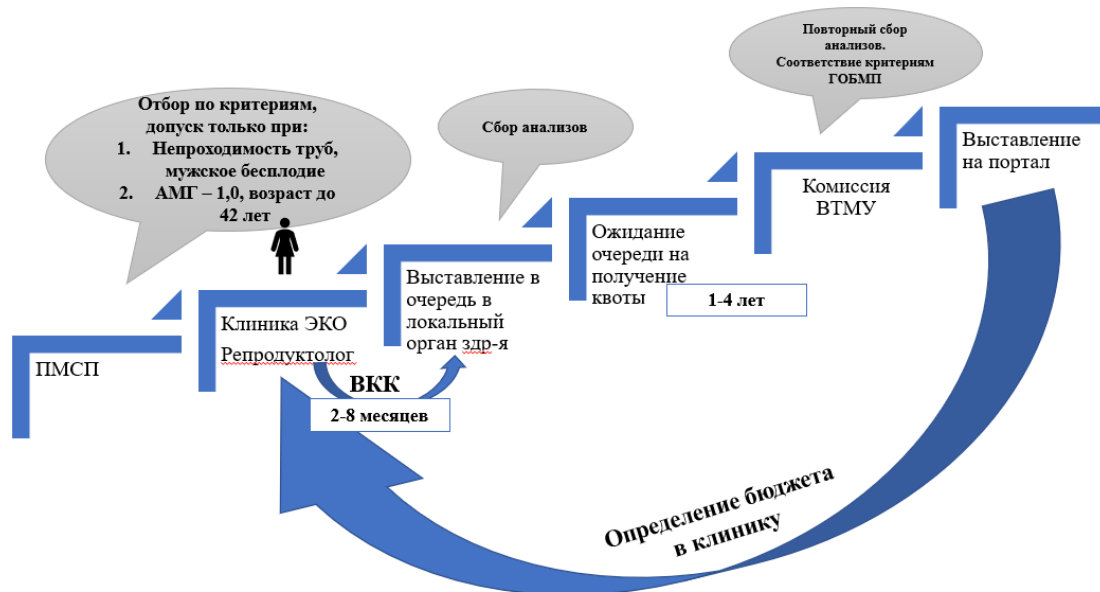 Отбор по критериям,
допуск только при:
1. Непроходимость труб,
мужское бесплодие
2. АМГ – 1,0, возраст до
42 лет
Сбор анализов
Повторный сбор
анализов.
Соответствие критериям
ГОБМП
ПМСП
Клиника ЭКО
Репродуктолог
ВКК
2-8 месяцев
Выставление в
очередь в
локальный
орган здр-я
Ожидание
очереди на
получение
квоты
1-4 лет
Комиссия
ВТМУ
Выставление
на портал
Определение бюджета
в клинику